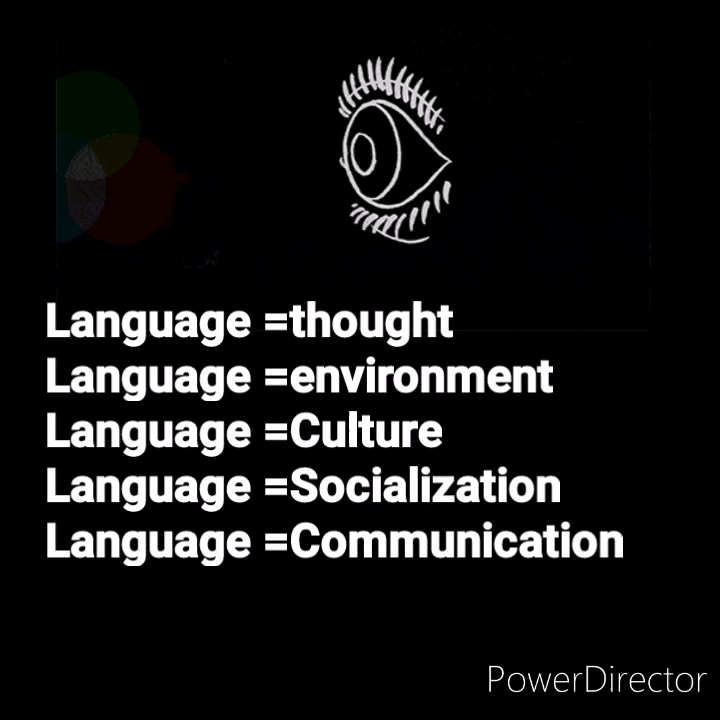 Language =thought
Language =environment
Language =Culture
Language =Socialization
Language =Communication
PowerDirector